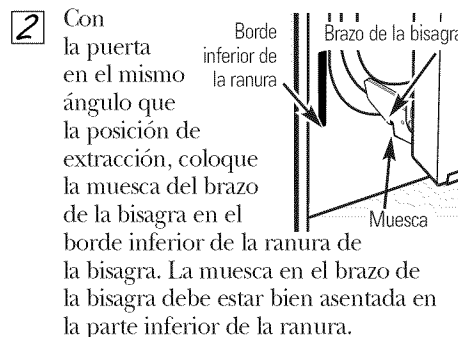 2 Con
la puerta
en el mismo
ángulo que
la posición de
extracción, coloque
la muesca del brazo
de la bisagra en el
borde inferior de la ranura de
la bisagra. La muesca en el brazo de
la bisagra debe estar bien asentada en
la parte inferior de la ranura.
Borde
inferior de
la ranura
Brazo de la bisagra
Muesca